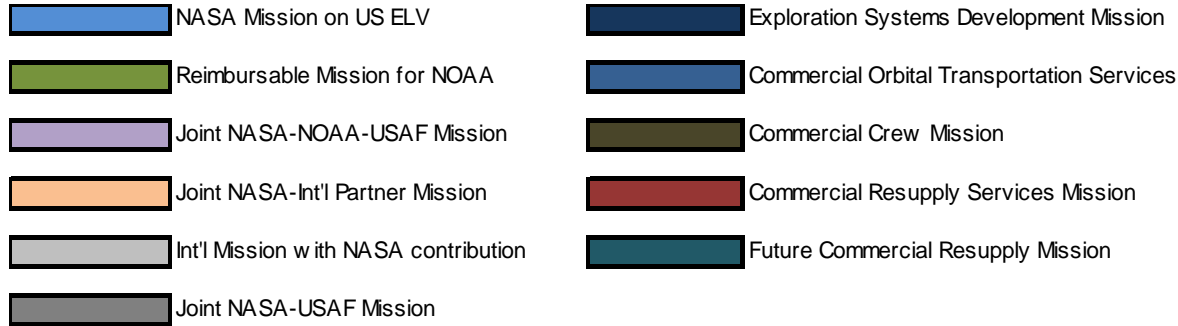 NASA Mission on US ELV
Reimbursable Mission for NOAA
Joint NASA-NOAA-USAF Mission
Joint NASA-Int'l Partner Mission
Int'l Mission with NASA contribution
Joint NASA-USAF Mission
Exploration Systems Development Mission
Commercial Orbital Transportation Services
Commercial Crew Mission
Commercial Resupply Services Mission
Future Commercial Resupply Mission